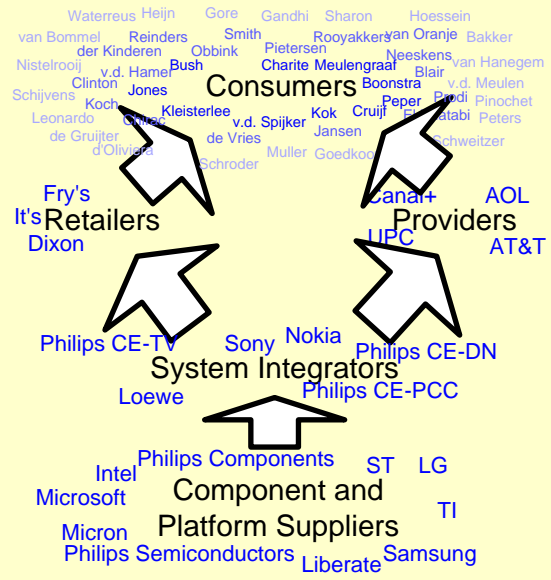 Waterreus Heijn Gore Gandhi Sharon Hoessein
van Bommel Reinders Smith Rooyakkers van Oranje Bakker
der Kinderen Obbink Pietersen Neeskens
Nistelrooij v.d. Hamer Bush Charite Meulengraaf van Hanegem
Clinton Consumers Boonstra Blair v.d. Meulen
Schijvens Jones Peper Prodi Pinochet
Koch Kleisterlee v.d. Spijker Kok Cruijf Peters
Leonardo Chirac Jansen
de Gruijter de Vries Schweitzer
d'Oliviera Schroder Muller
Fry's Canal+ AOL
It's Retailers Providers
Dixon UPC AT&T
Philips CE-TV Sony Nokia Philips CE-DN
System Integrators
Loewe Philips CE-PCC
Philips Components ST LG
Intel
Microsoft Component and
TI
Micron Platform Suppliers
Philips Semiconductors Liberate Samsung